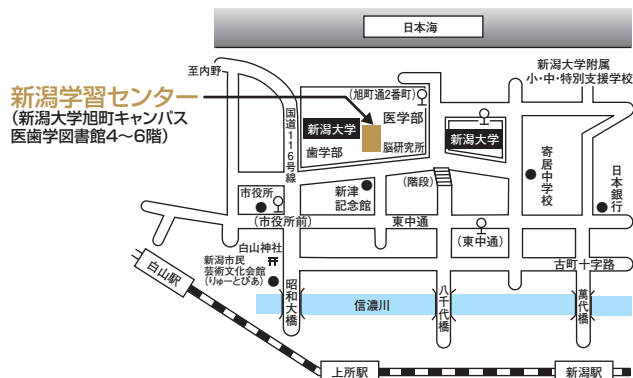 日本海
至内野
新潟大学附属
小・中・特別支援学校
新潟学習センター
(新潟大学旭町キャンパス
医歯学図書館4～6階)
(旭町通2番町)
医学部
新潟大学
脳研究所
歯学部
国道116号線
新潟大学
寄居中学校
日本銀行
(階段)
新津
記念館
市役所
(市役所前)
東中通
(東中通)
白山神社
新潟市民
芸術文化会館
(りゅーとぴあ)
古町十字路
白山駅
昭和大橋
信濃川
八千代橋
萬代橋
上所駅
新潟駅